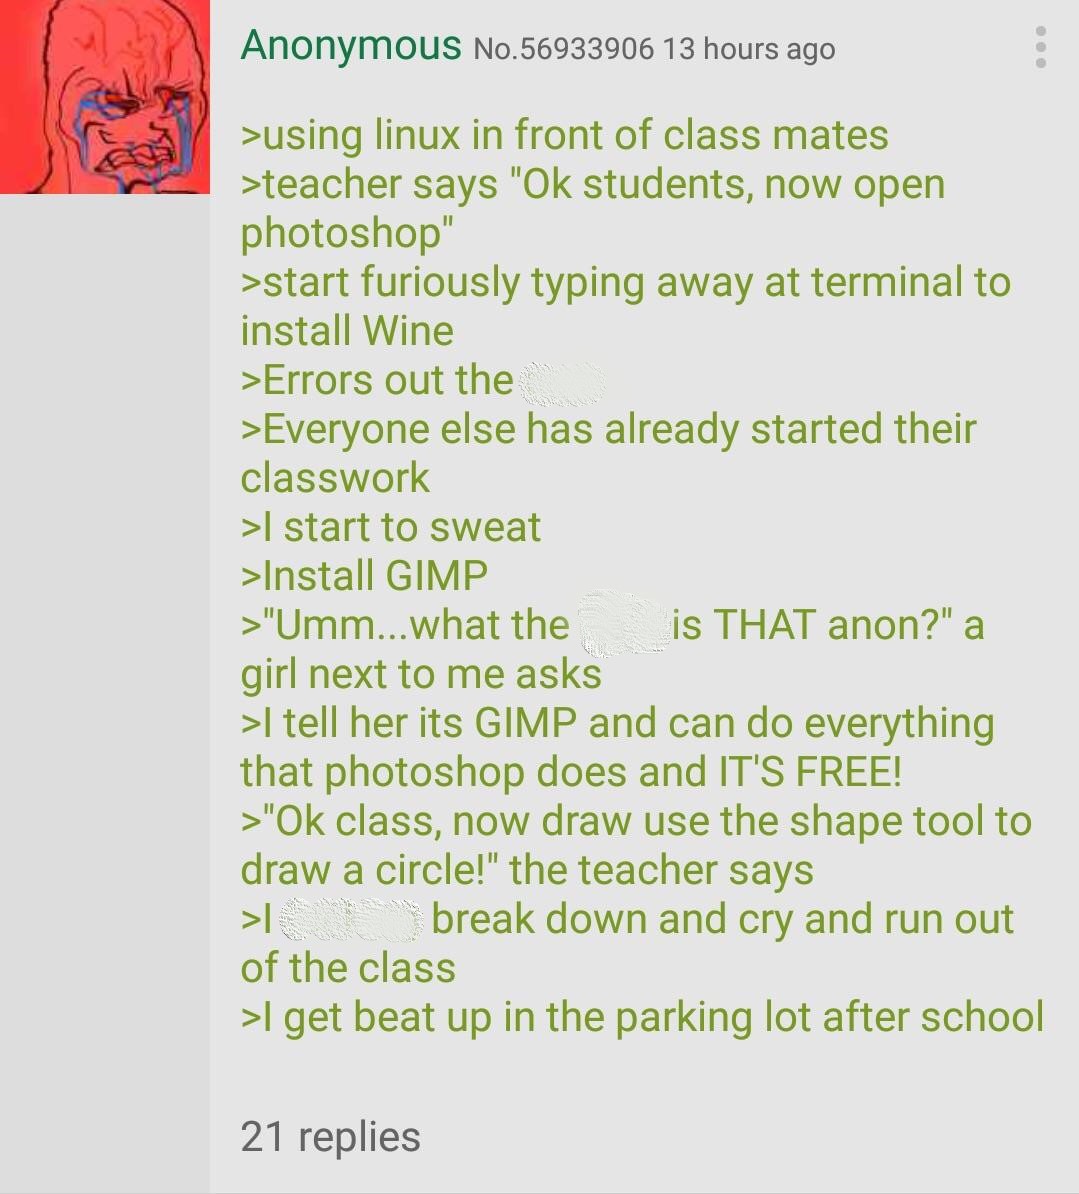 Anonymous No.56933906 13 hours ago
>using linux in front of class mates
>teacher says "Ok students, now open
photoshop"
>start furiously typing away at terminal to
install Wine
>Errors out the
>Everyone else has already started their
classwork
>I start to sweat
>Install GIMP
>"Umm...what the is THAT anon?" a
girl next to me asks
>I tell her its GIMP and can do everything
that photoshop does and IT'S FREE!
>"Ok class, now draw use the shape tool to
draw a circle!" the teacher says
>I break down and cry and run out
of the class
>I get beat up in the parking lot after school
21 replies